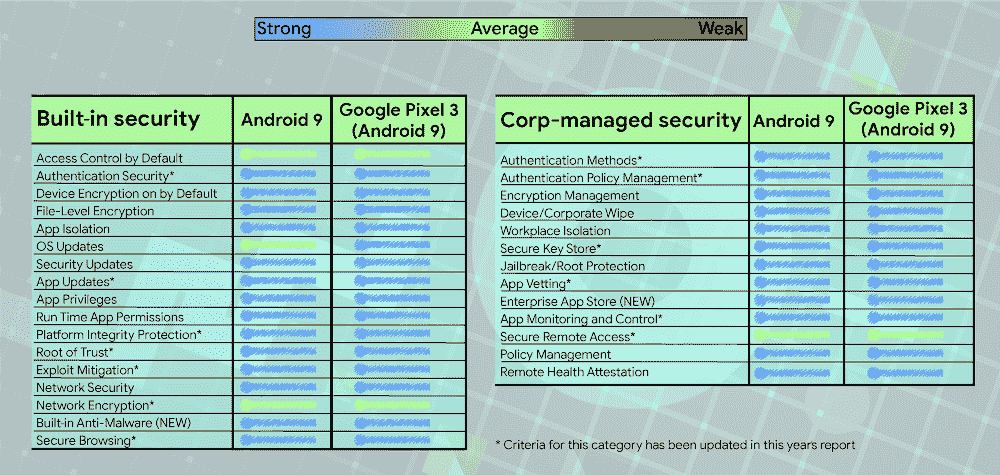 Strong Average Weak
Built-in security Android 9 Google Pixel 3 (Android 9)
Access Control by Default
Authentication Security*
Device Encryption on by Default
File-Level Encryption
App Isolation
OS Updates
Security Updates
App Updates*
App Privileges
Run Time App Permissions
Platform Integrity Protection*
Root of Trust*
Exploit Mitigation*
Network Security
Network Encryption*
Built-in Anti-Malware (NEW)
Secure Browsing*
Corp-managed security Android 9 Google Pixel 3 (Android 9)
Authentication Methods*
Authentication Policy Management*
Encryption Management
Device/Corporate Wipe
Workplace Isolation
Secure Key Store*
Jailbreak/Root Protection
App Vetting*
Enterprise App Store (NEW)
App Monitoring and Control*
Secure Remote Access*
Policy Management
Remote Health Attestation
* Criteria for this category has been updated in this years report